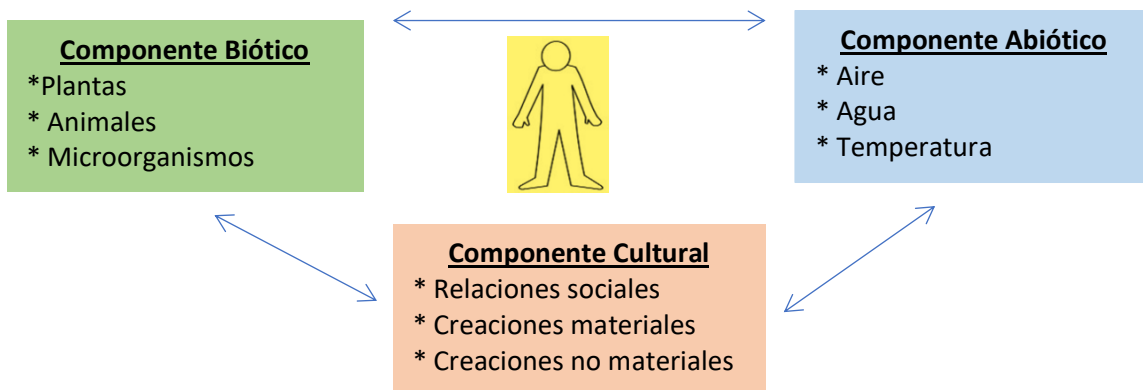 Componente Biótico
*Plantas
* Animales
* Microorganismos
Componente Abiótico
* Aire
* Agua
* Temperatura
Componente Cultural
* Relaciones sociales
* Creaciones materiales
* Creaciones no materiales